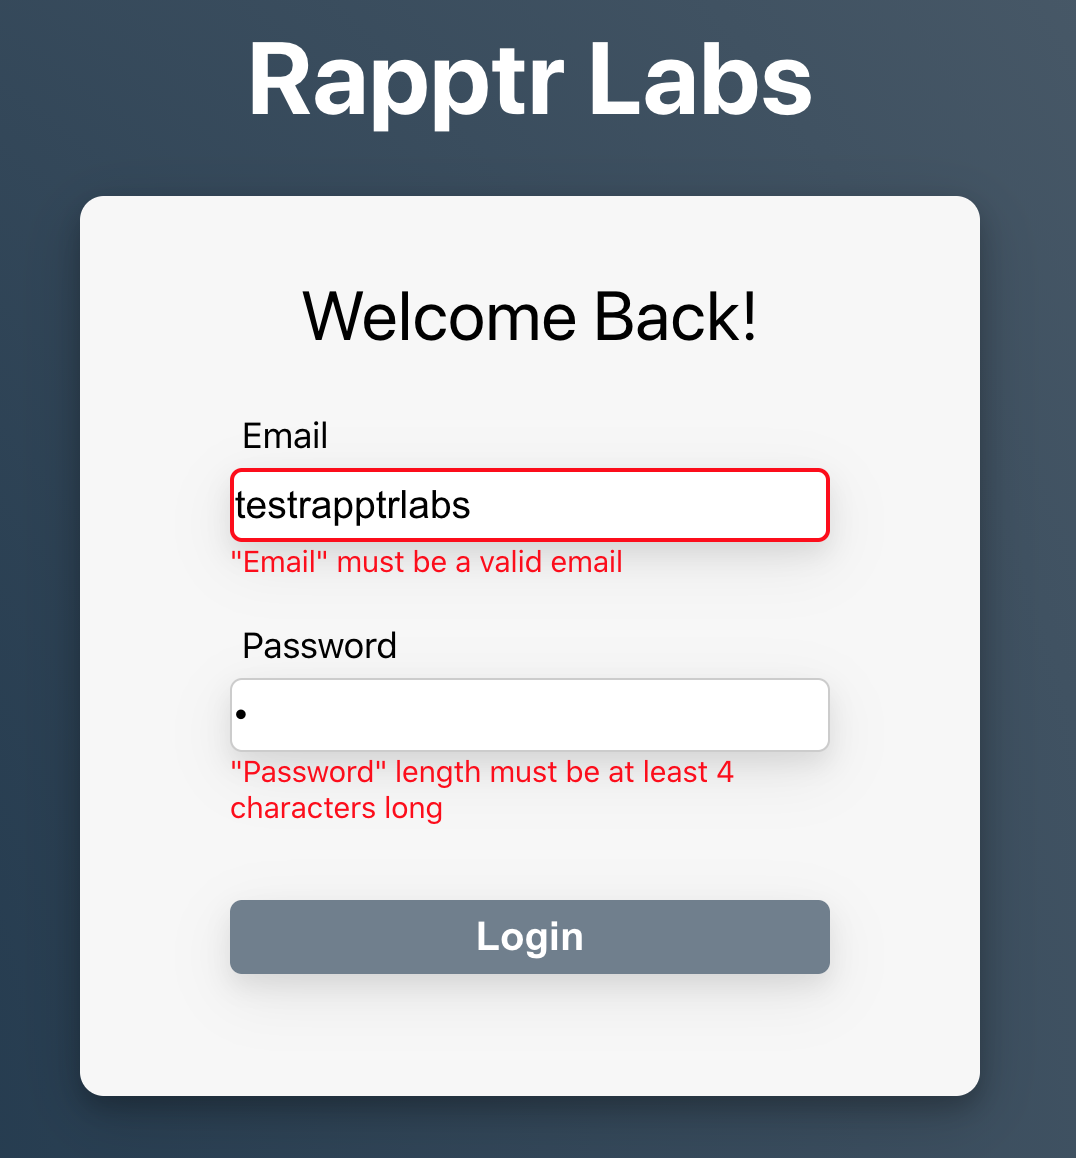 Rapptr Labs
Welcome Back!
Email
testrapptrlabs
"Email" must be a valid email
Password
•
"Password" length must be at least 4
characters long
Login